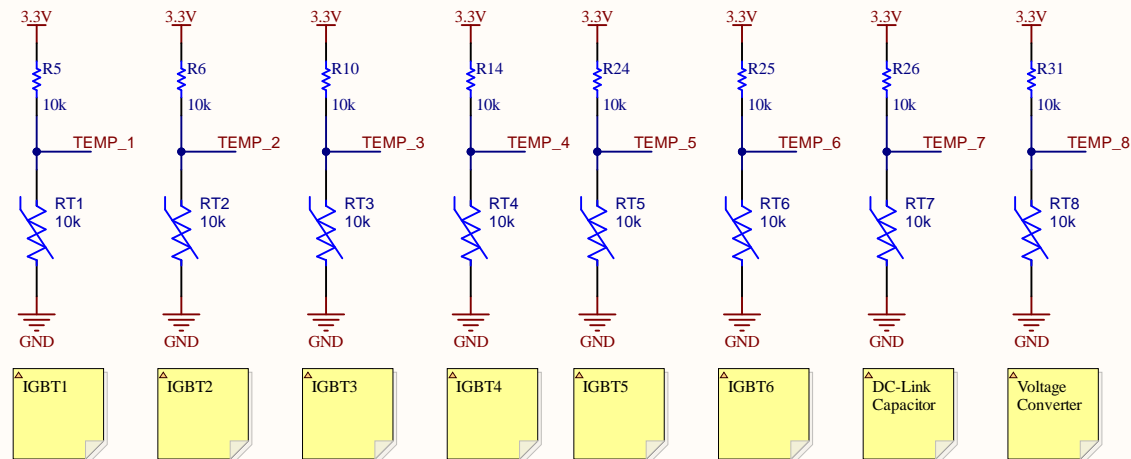 3.3V 3.3V 3.3V 3.3V 3.3V 3.3V 3.3V 3.3V
R5 R6 R10 R14 R24 R25 R26 R31
10k 10k 10k 10k 10k 10k 10k 10k
TEMP_1 TEMP_2 TEMP_3 TEMP_4 TEMP_5 TEMP_6 TEMP_7 TEMP_8
RT1 RT2 RT3 RT4 RT5 RT6 RT7 RT8
10k 10k 10k 10k 10k 10k 10k 10k
GND GND GND GND GND GND GND GND
IGBT1 IGBT2 IGBT3 IGBT4 IGBT5 IGBT6 DC-Link Voltage
Capacitor Converter